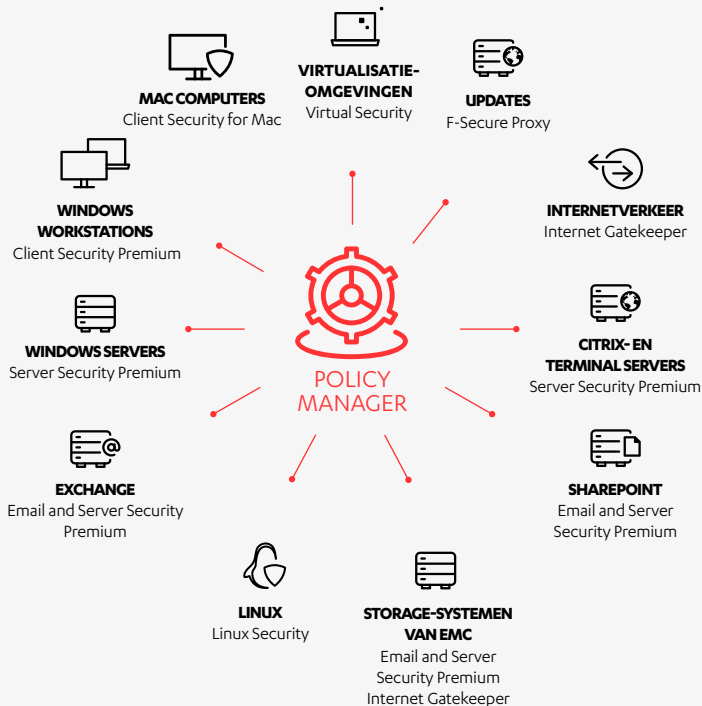 MAC COMPUTERS
Client Security for Mac
VIRTUALISATIE-
OMGEVINGEN
Virtual Security
UPDATES
F-Secure Proxy
WINDOWS
WORKSTATIONS
Client Security Premium
INTERNETVERKEER
Internet Gatekeeper
WINDOWS SERVERS
Server Security Premium
POLICY
MANAGER
CITRIX- EN
TERMINAL SERVERS
Server Security Premium
EXCHANGE
Email and Server Security
Premium
SHAREPOINT
Email and Server
Security Premium
LINUX
Linux Security
STORAGE-SYSTEMEN
VAN EMC
Email and Server
Security Premium
Internet Gatekeeper